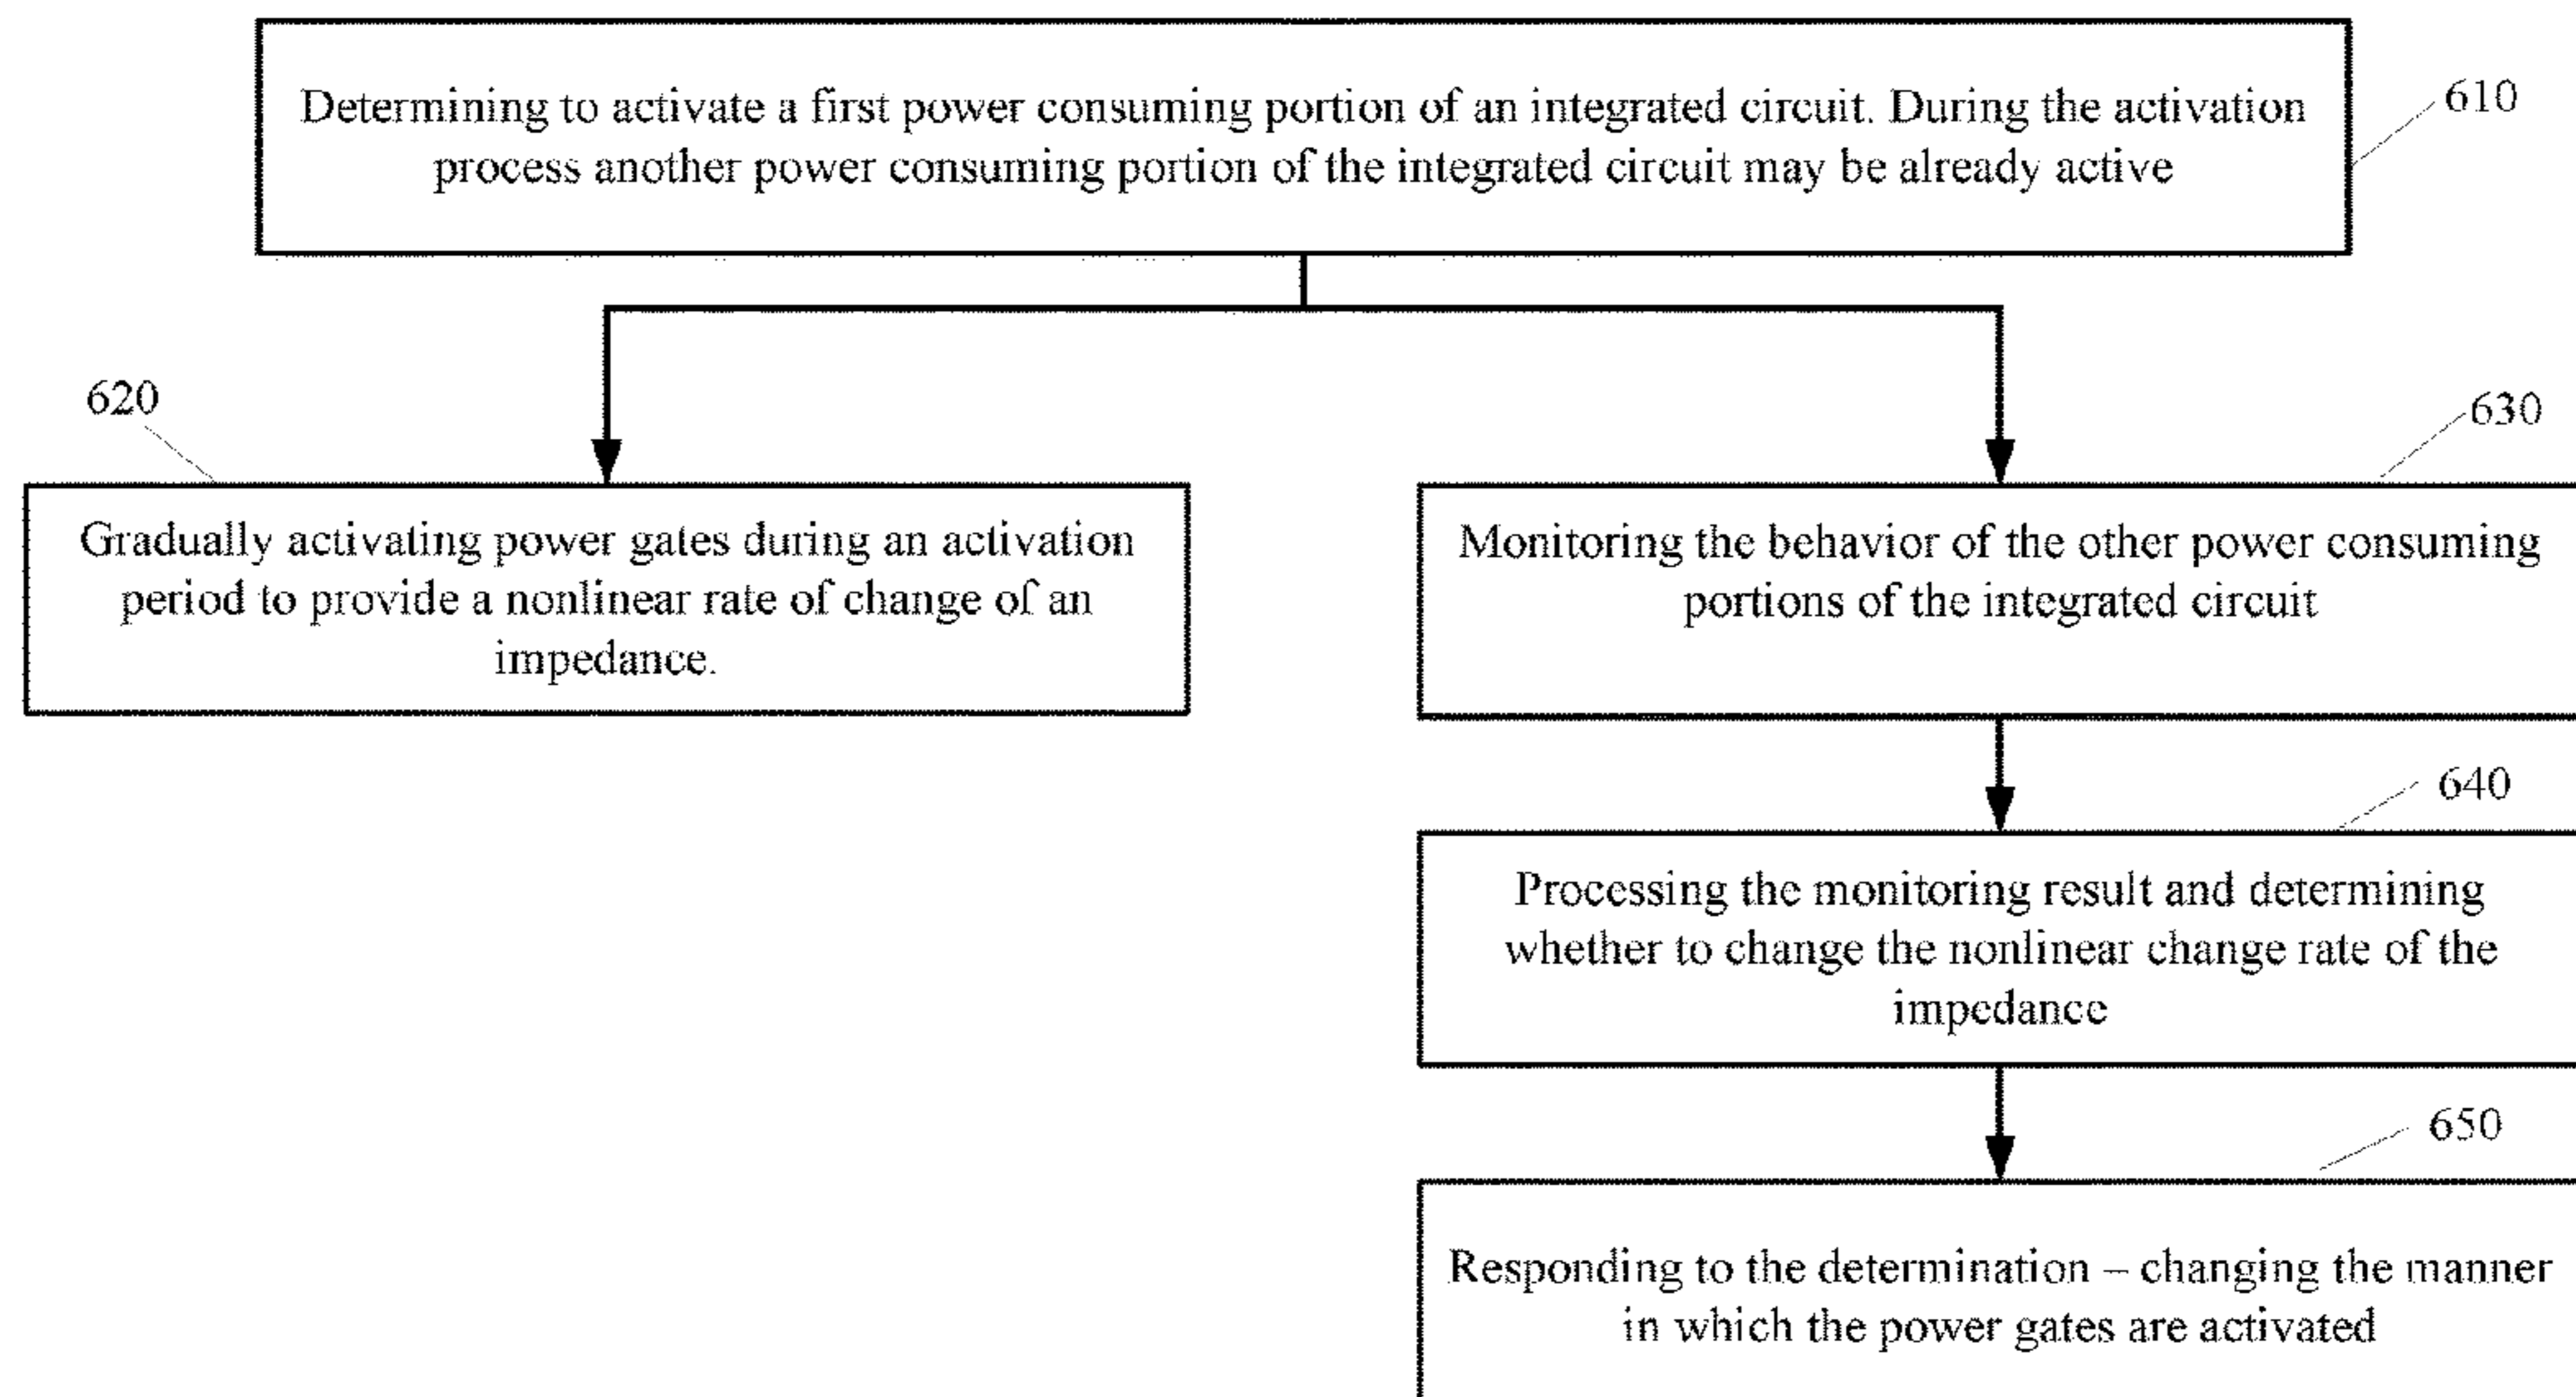 Determining to activate a first power consuming portion of an integrated circuit. During the activation
process another power consuming portion of the integrated circuit may be already active
610
620
630
Gradually activating power gates during an activation
period to provide a nonlinear rate of change of an
impedance.
Monitoring the behavior of the other power consuming
portions of the integrated circuit
640
Processing the monitoring result and determining
whether to change the nonlinear change rate of the
impedance
650
Responding to the determination – changing the manner
in which the power gates are activated